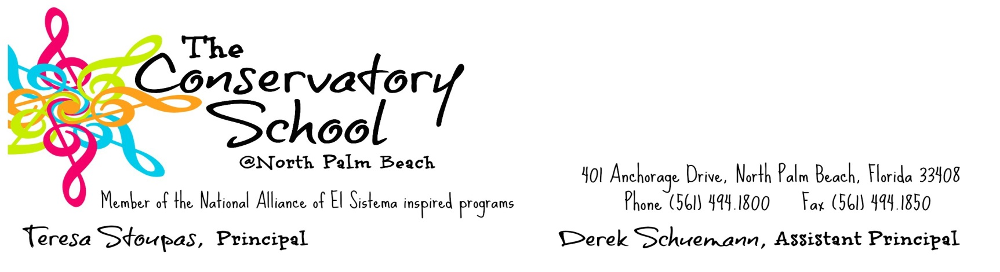 The
Conservatory
School
@North Palm Beach
Member of the National Alliance of El Sistema inspired programs
401 Anchorage Drive, North Palm Beach, Florida 33408
Phone (561) 494.1800 Fax (561) 494.1850
Teresa Stoupas, Principal
Derek Schuemann, Assistant Principal